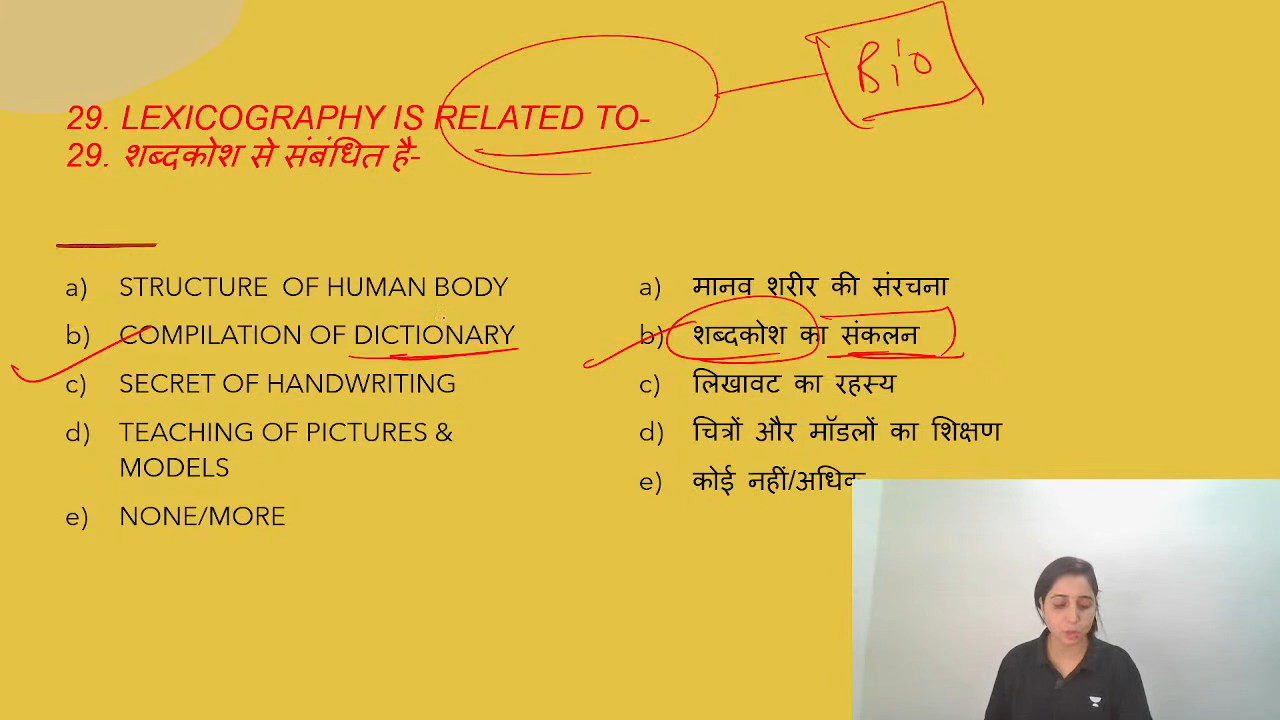 Bio
29. LEXICOGRAPHY IS RELATED TO-
29. शब्दकोश से संबंधित है-
a) STRUCTURE OF HUMAN BODY
b) COMPILATION OF DICTIONARY
c) SECRET OF HANDWRITING
d) TEACHING OF PICTURES &
MODELS
e) NONE/MORE
a) मानव शरीर की संरचना
b) शब्दकोश का संकलन
c) लिखावट का रहस्य
d) चित्रों और मॉडलों का शिक्षण
e) कोई नहीं/अधिक